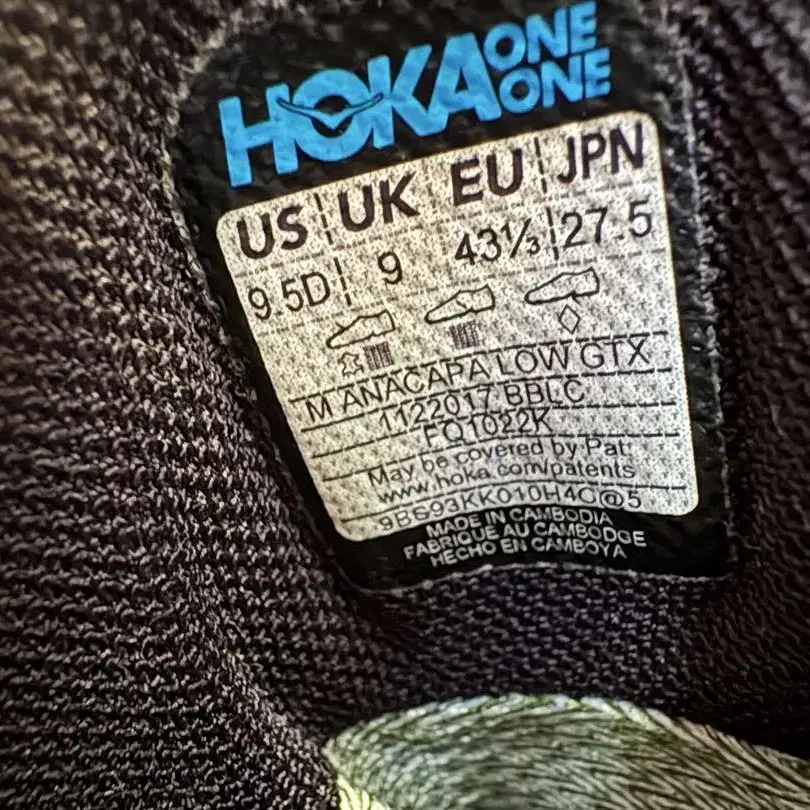 HOKA ONE ONE
US UK EU JPN
9.5D 9 43⅓ 27.5
M ANACAPA LOW GTX
1122017 BBLC
FQ1022K
May be covered by Pat:
www.hoka.com/patents
9BS93KK010H4C@5
MADE IN CAMBODIA
FABRIQUE AU CAMBODGE
HECHO EN CAMBOYA